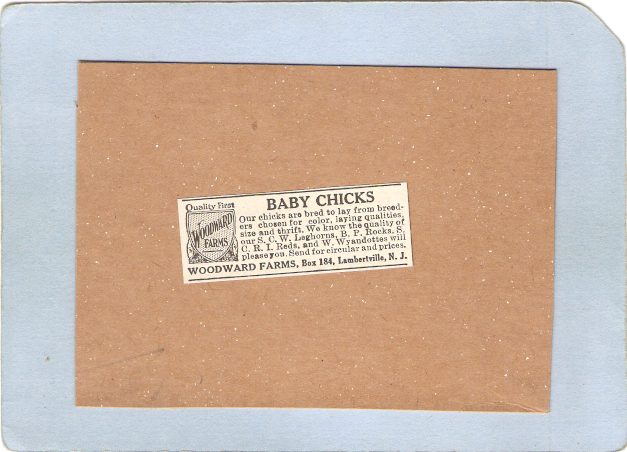 Quality First
WOODWARD
FARMS
BABY CHICKS
Our chicks are bred to lay from breed-
ers chosen for color, laying qualities,
size and thrift. We know the quality of
our S. C. W. Leghorns, B. P. Rocks, S.
C. R. I. Reds, and W. Wyandottes will
please you. Send for circular and prices.
WOODWARD FARMS, Box 184, Lambertville, N. J.